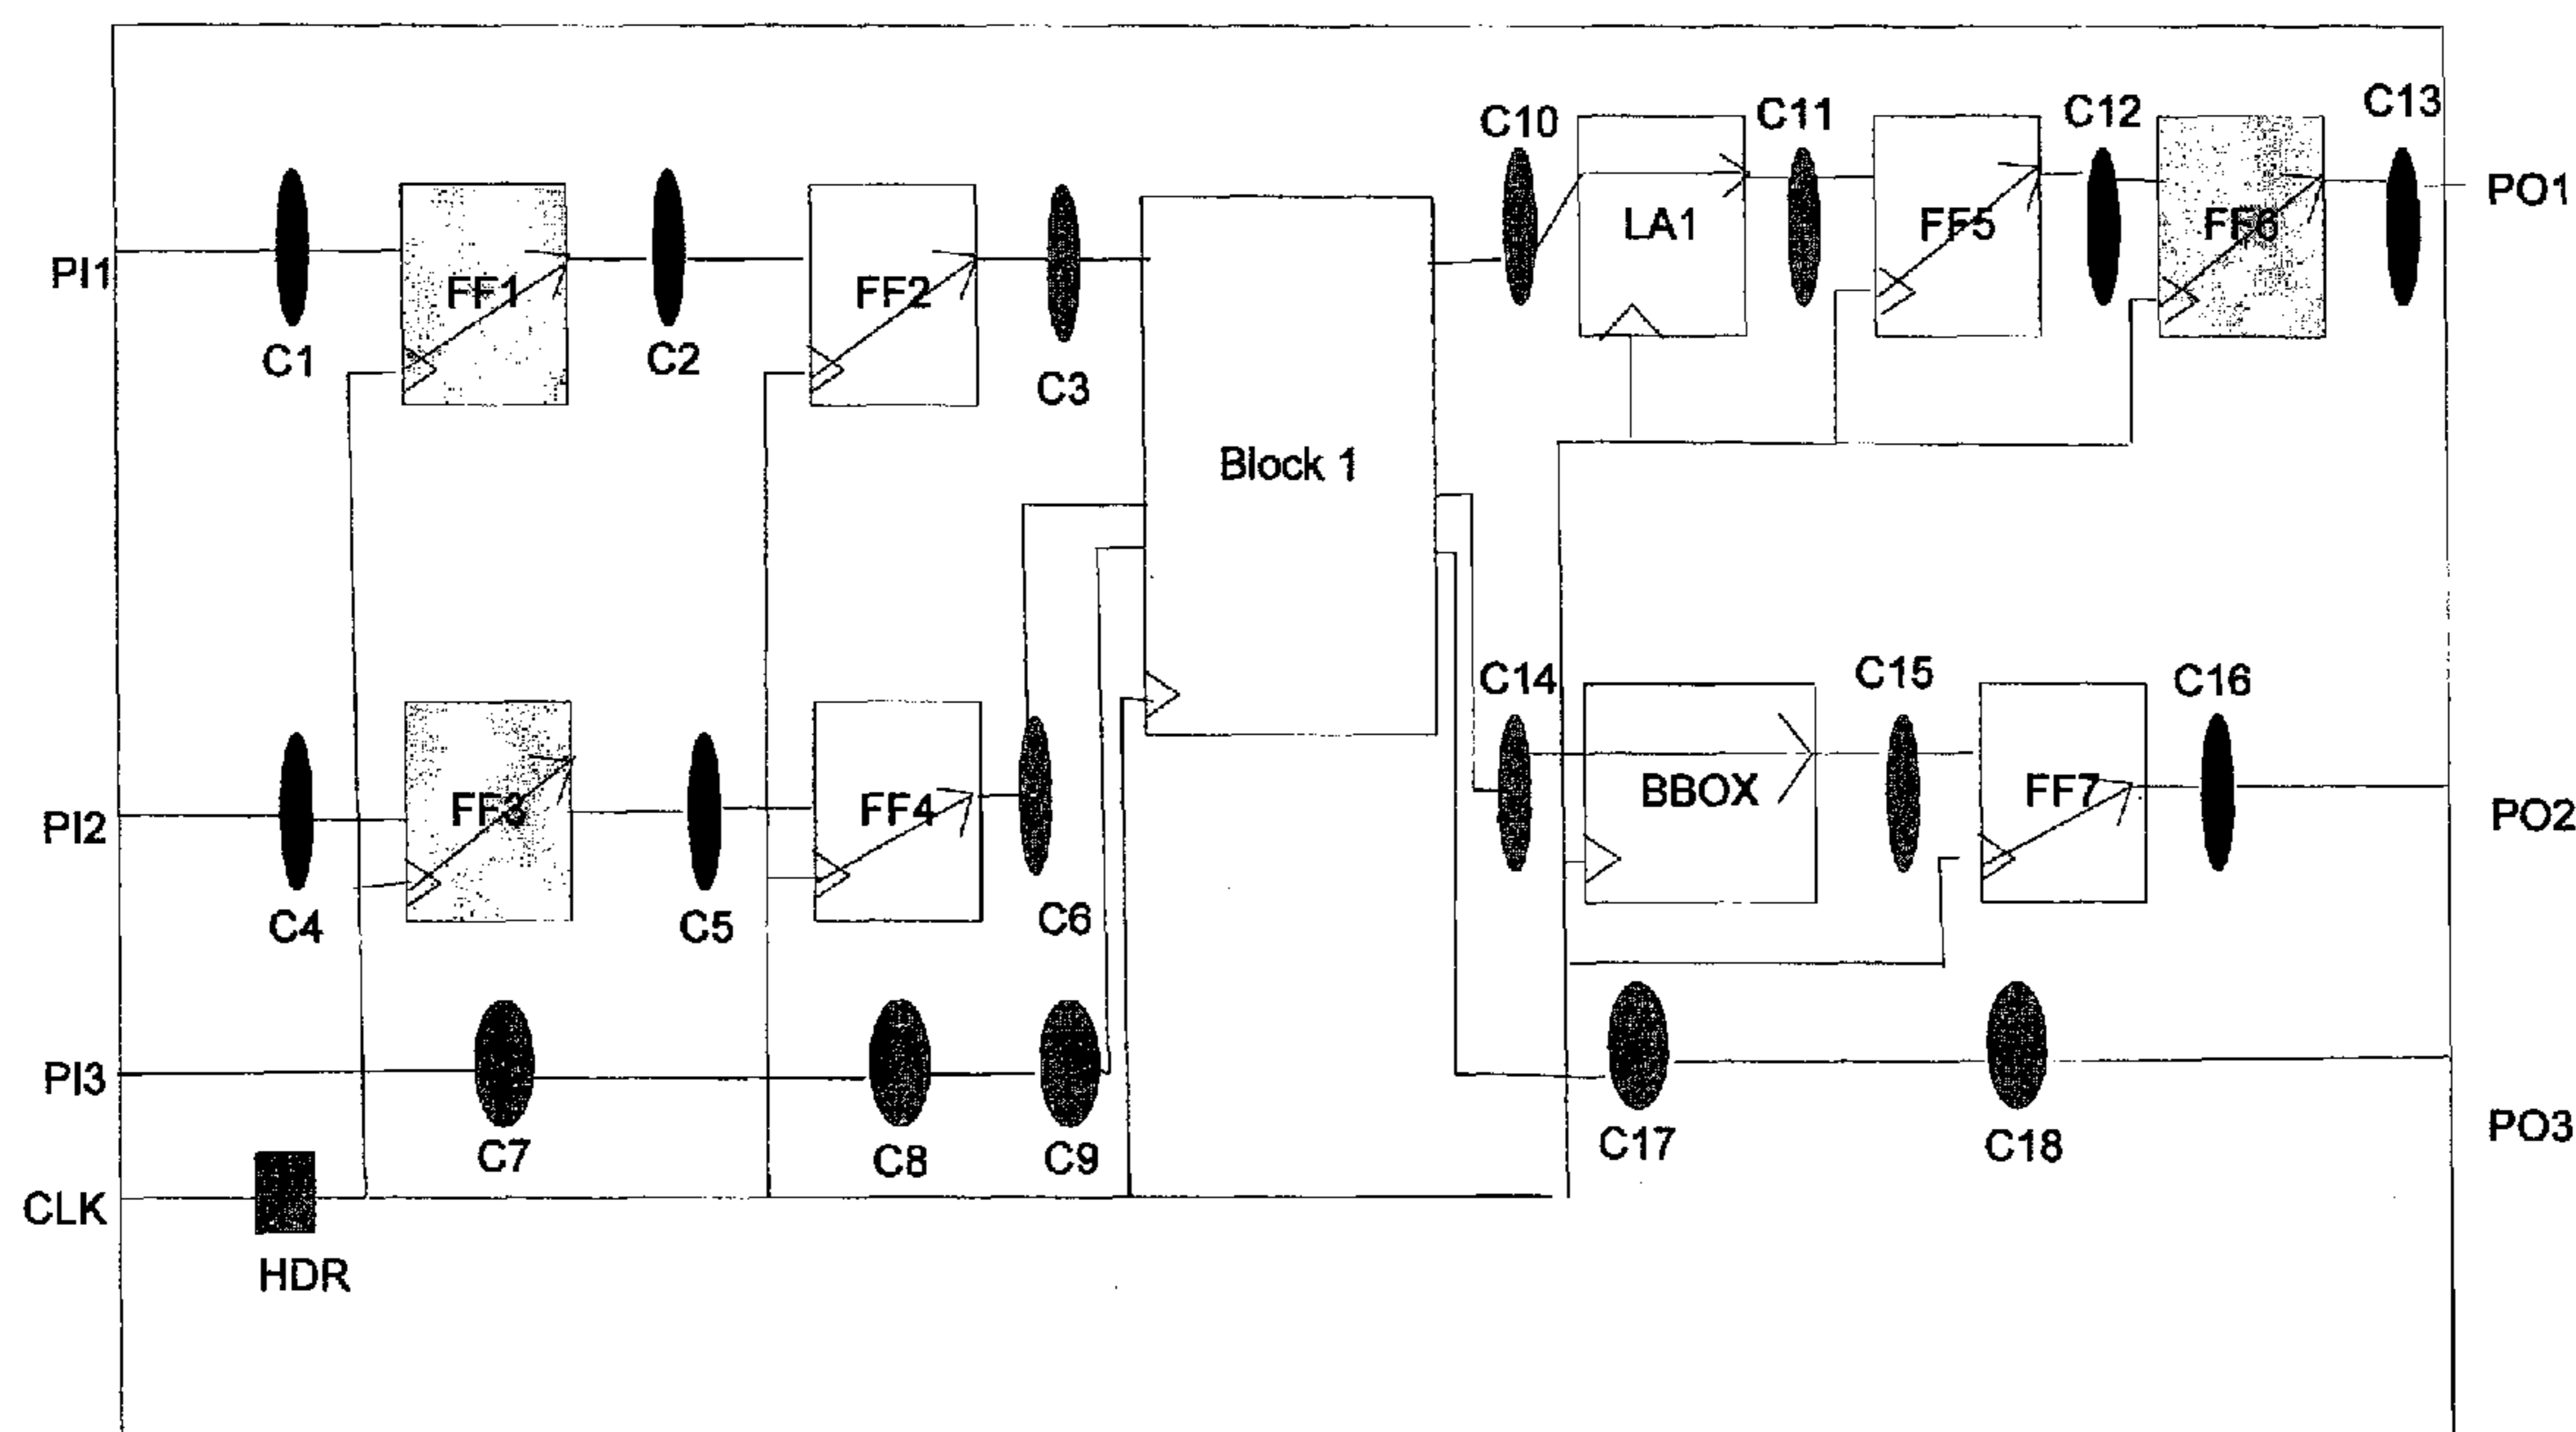 C10
C11
C12
C13
PO1
LA1
FF5
FF6
PI1
FF1
FF2
C1
C2
C3
Block 1
C14
C15
C16
PI2
FF3
FF4
BBOX
FF7
PO2
C4
C5
C6
PI3
C7
C8
C9
C17
C18
PO3
CLK
HDR